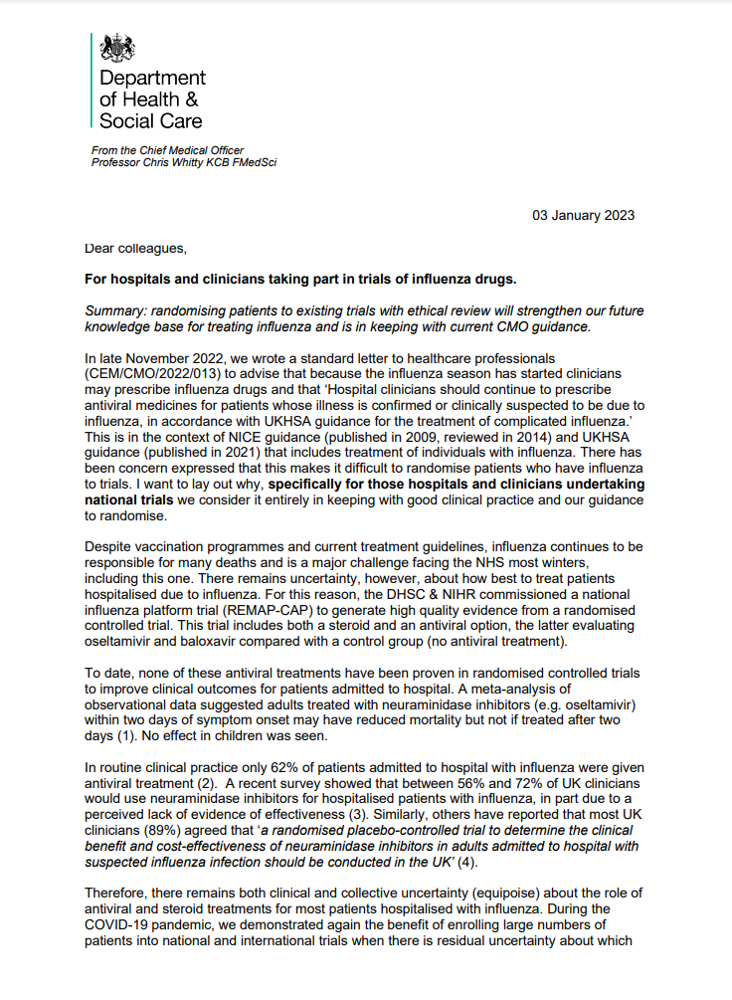 Department
of Health &
Social Care
From the Chief Medical Officer
Professor Chris Whitty KCB FMedSci
03 January 2023
Dear colleagues,
For hospitals and clinicians taking part in trials of influenza drugs.
Summary: randomising patients to existing trials with ethical review will strengthen our future
knowledge base for treating influenza and is in keeping with current CMO guidance.
In late November 2022, we wrote a standard letter to healthcare professionals
(CEM/CMO/2022/013) to advise that because the influenza season has started clinicians
may prescribe influenza drugs and that ‘Hospital clinicians should continue to prescribe
antiviral medicines for patients whose illness is confirmed or clinically suspected to be due to
influenza, in accordance with UKHSA guidance for the treatment of complicated influenza.’
This is in the context of NICE guidance (published in 2009, reviewed in 2014) and UKHSA
guidance (published in 2021) that includes treatment of individuals with influenza. There has
been concern expressed that this makes it difficult to randomise patients who have influenza
to trials. I want to lay out why, specifically for those hospitals and clinicians undertaking
national trials we consider it entirely in keeping with good clinical practice and our guidance
to randomise.
Despite vaccination programmes and current treatment guidelines, influenza continues to be
responsible for many deaths and is a major challenge facing the NHS most winters,
including this one. There remains uncertainty, however, about how best to treat patients
hospitalised due to influenza. For this reason, the DHSC & NIHR commissioned a national
influenza platform trial (REMAP-CAP) to generate high quality evidence from a randomised
controlled trial. This trial includes both a steroid and an antiviral option, the latter evaluating
oseltamivir and baloxavir compared with a control group (no antiviral treatment).
To date, none of these antiviral treatments have been proven in randomised controlled trials
to improve clinical outcomes for patients admitted to hospital. A meta-analysis of
observational data suggested adults treated with neuraminidase inhibitors (e.g. oseltamivir)
within two days of symptom onset may have reduced mortality but not if treated after two
days (1). No effect in children was seen.
In routine clinical practice only 62% of patients admitted to hospital with influenza were given
antiviral treatment (2).  A recent survey showed that between 56% and 72% of UK clinicians
would use neuraminidase inhibitors for hospitalised patients with influenza, in part due to a
perceived lack of evidence of effectiveness (3). Similarly, others have reported that most UK
clinicians (89%) agreed that ‘a randomised placebo-controlled trial to determine the clinical
benefit and cost-effectiveness of neuraminidase inhibitors in adults admitted to hospital with
suspected influenza infection should be conducted in the UK’ (4).
Therefore, there remains both clinical and collective uncertainty (equipoise) about the role of
antiviral and steroid treatments for most patients hospitalised with influenza. During the
COVID-19 pandemic, we demonstrated again the benefit of enrolling large numbers of
patients into national and international trials when there is residual uncertainty about which